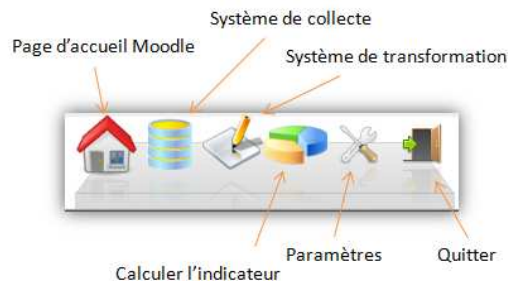 Système de collecte
Page d'accueil Moodle
Système de transformation
Paramètres
Quitter
Calculer l'indicateur